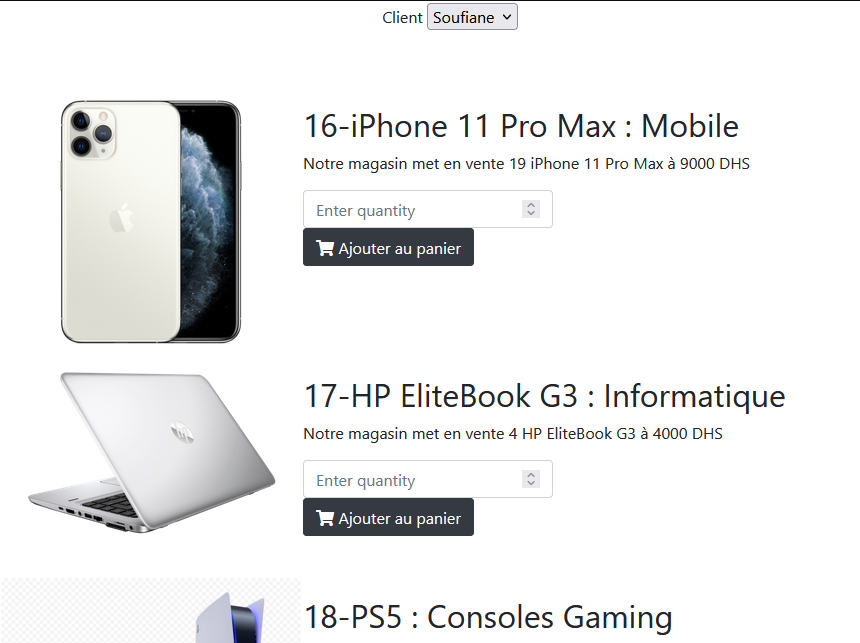 Client Soufiane
16-iPhone 11 Pro Max : Mobile
Notre magasin met en vente 19 iPhone 11 Pro Max à 9000 DHS
Enter quantity
Ajouter au panier
hp
17-HP EliteBook G3 : Informatique
Notre magasin met en vente 4 HP EliteBook G3 à 4000 DHS
Enter quantity
Ajouter au panier
18-PS5 : Consoles Gaming